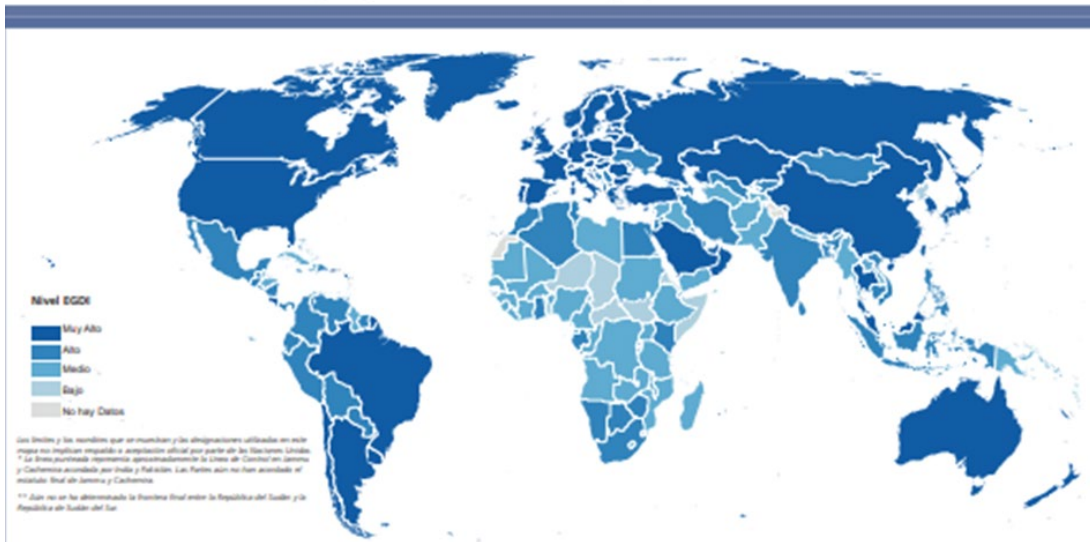 Nivel EGDI
Muy Alto
Alto
Medio
Bajo
No hay Datos
Los límites y los nombres que se muestran y las designaciones utilizadas en este
mapa no implican respaldo o aceptación oficial por parte de las Naciones Unidas.
* La línea punteada representa aproximadamente la Línea de Control en Jammu
y Cachemira acordada por India y Pakistán. Las Partes aún no han acordado el
estatuto final de Jammu y Cachemira.
** Aún no se ha determinado la frontera final entre la República del Sudán y la
República de Sudán del Sur.